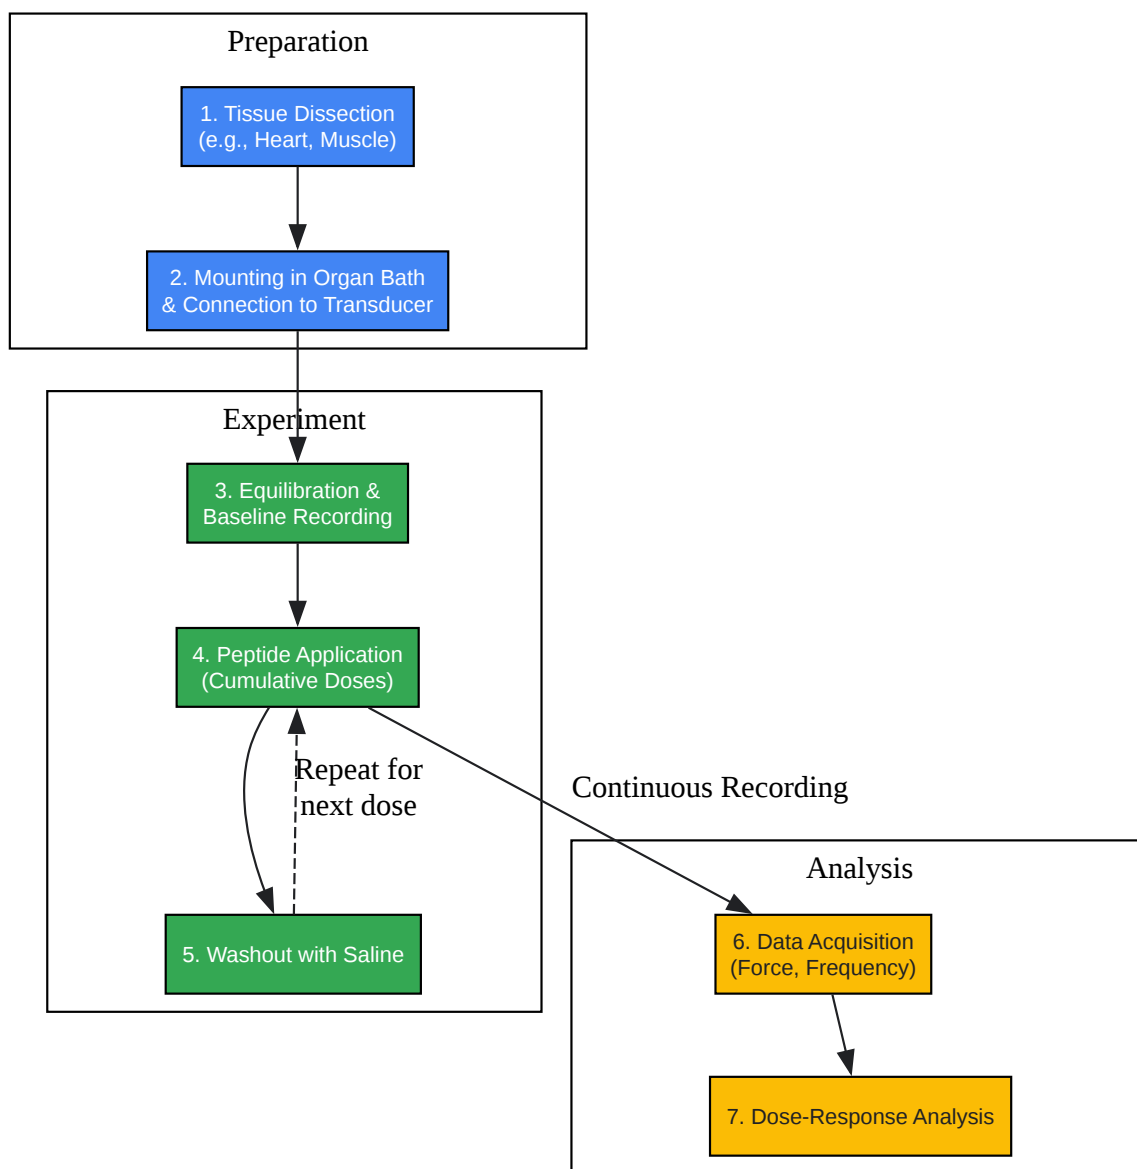 Preparation
1. Tissue Dissection
(e.g., Heart, Muscle)
2. Mounting in Organ Bath
& Connection to Transducer
Experiment
3. Equilibration &
Baseline Recording
4. Peptide Application
(Cumulative Doses)
Repeat for
next dose
Continuous Recording
5. Washout with Saline
Analysis
6. Data Acquisition
(Force, Frequency)
7. Dose-Response Analysis